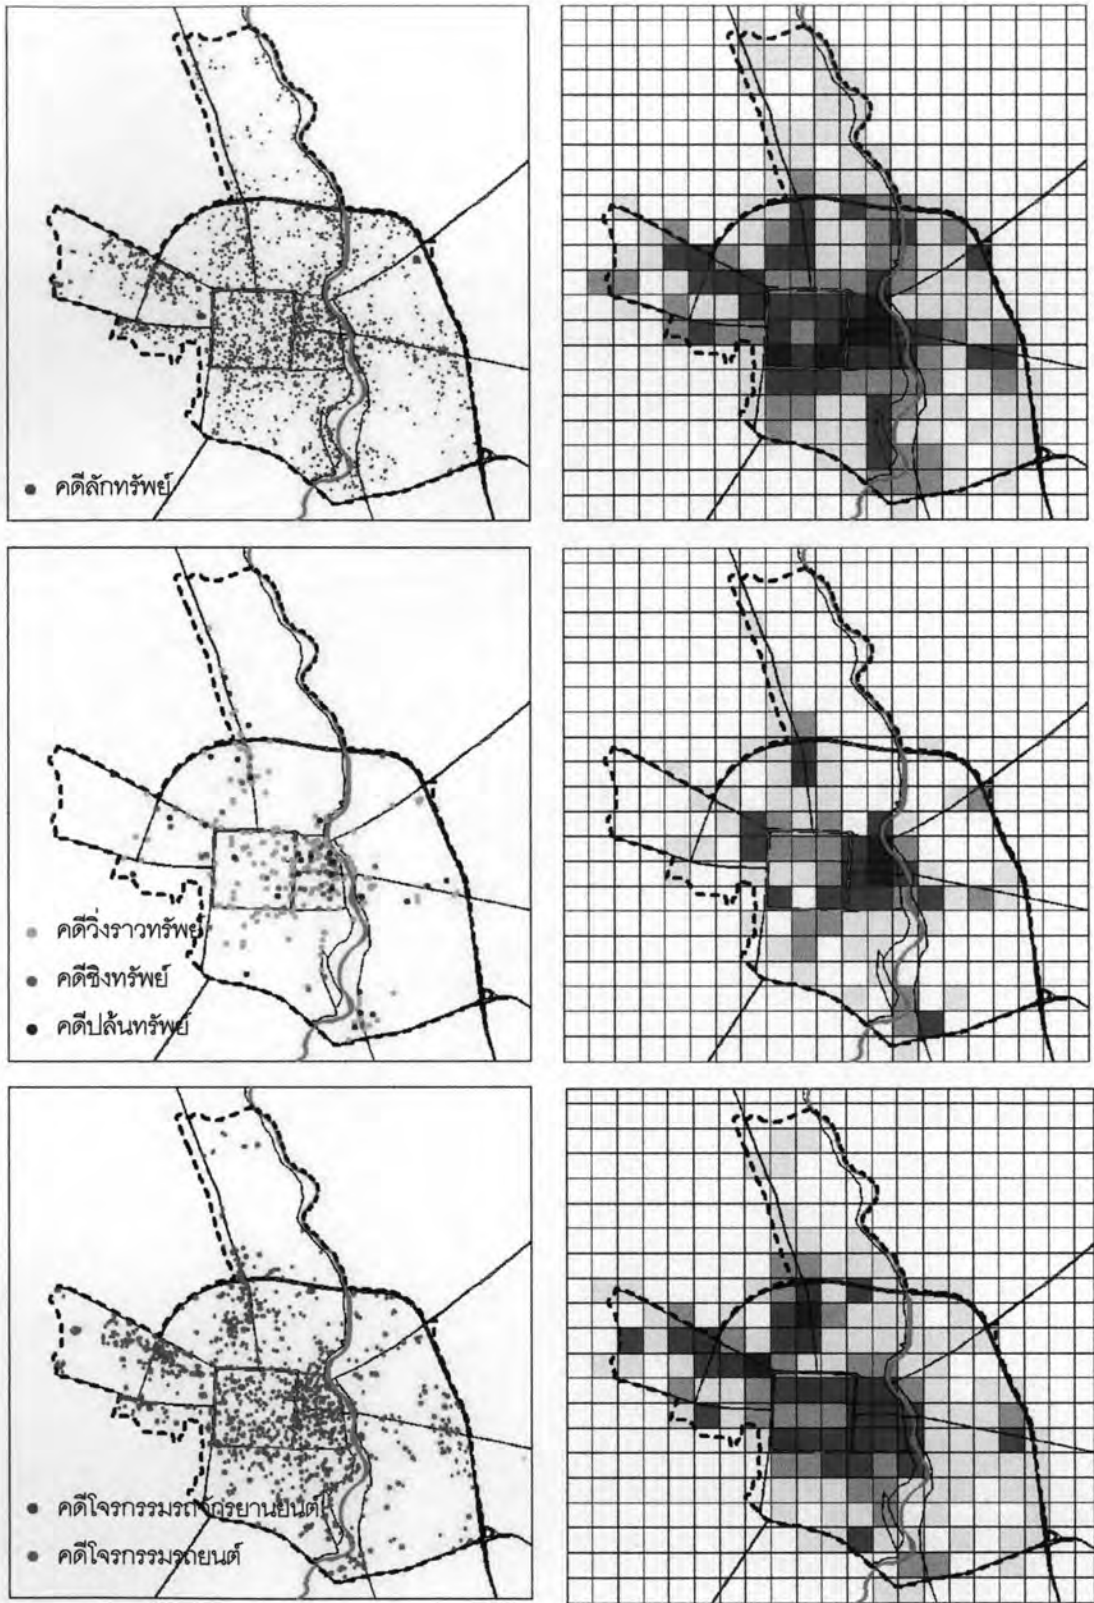 คดีลักทรัพย์
คดีวิ่งราวทรัพย์
คดีชิงทรัพย์
คดีปล้นทรัพย์
คดีโจรกรรมรถจักรยานยนต์
คดีโจรกรรมรถยนต์